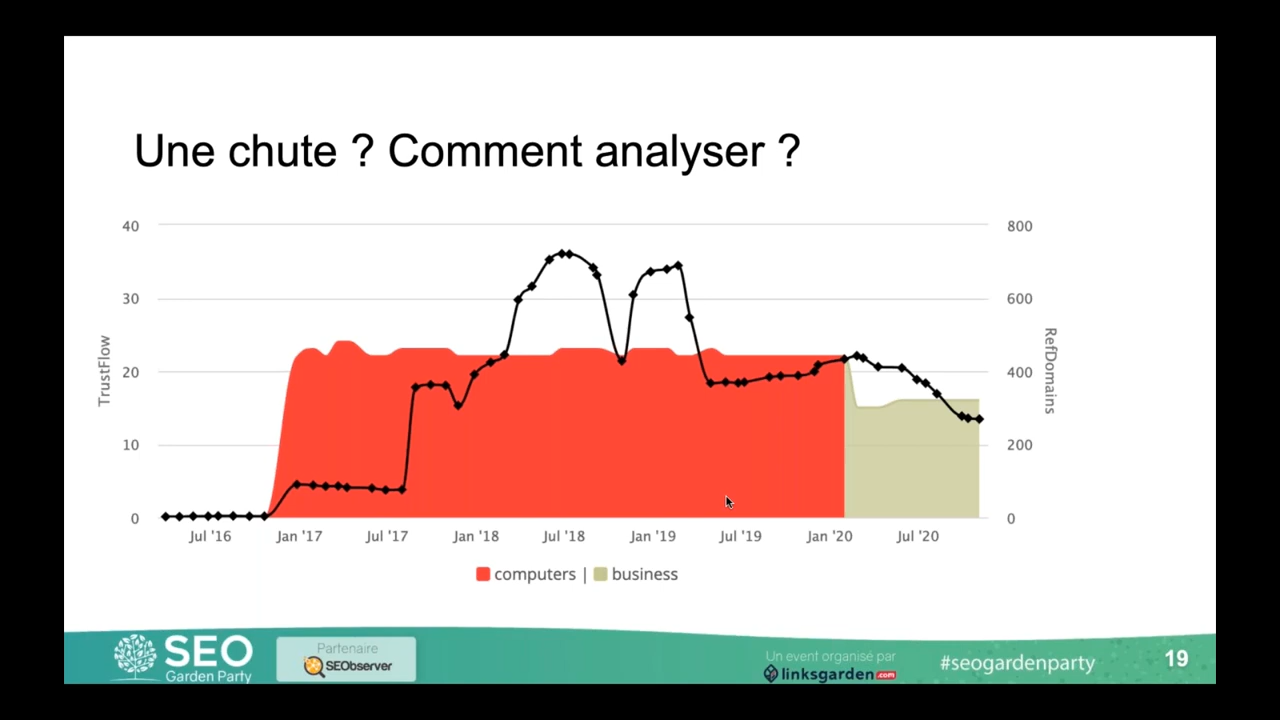 Une chute ? Comment analyser ?
40
800
30
600
TrustFlow
RefDomains
20
400
10
200
0
0
Jul '16
Jan '17
Jul '17
Jan '18
Jul '18
Jan '19
Jul '19
Jan '20
Jul '20
computers | business
SEO
Garden Party
Partenaire
SEObserver
Un event organisé par
linksgarden.com
#seogardenparty
19